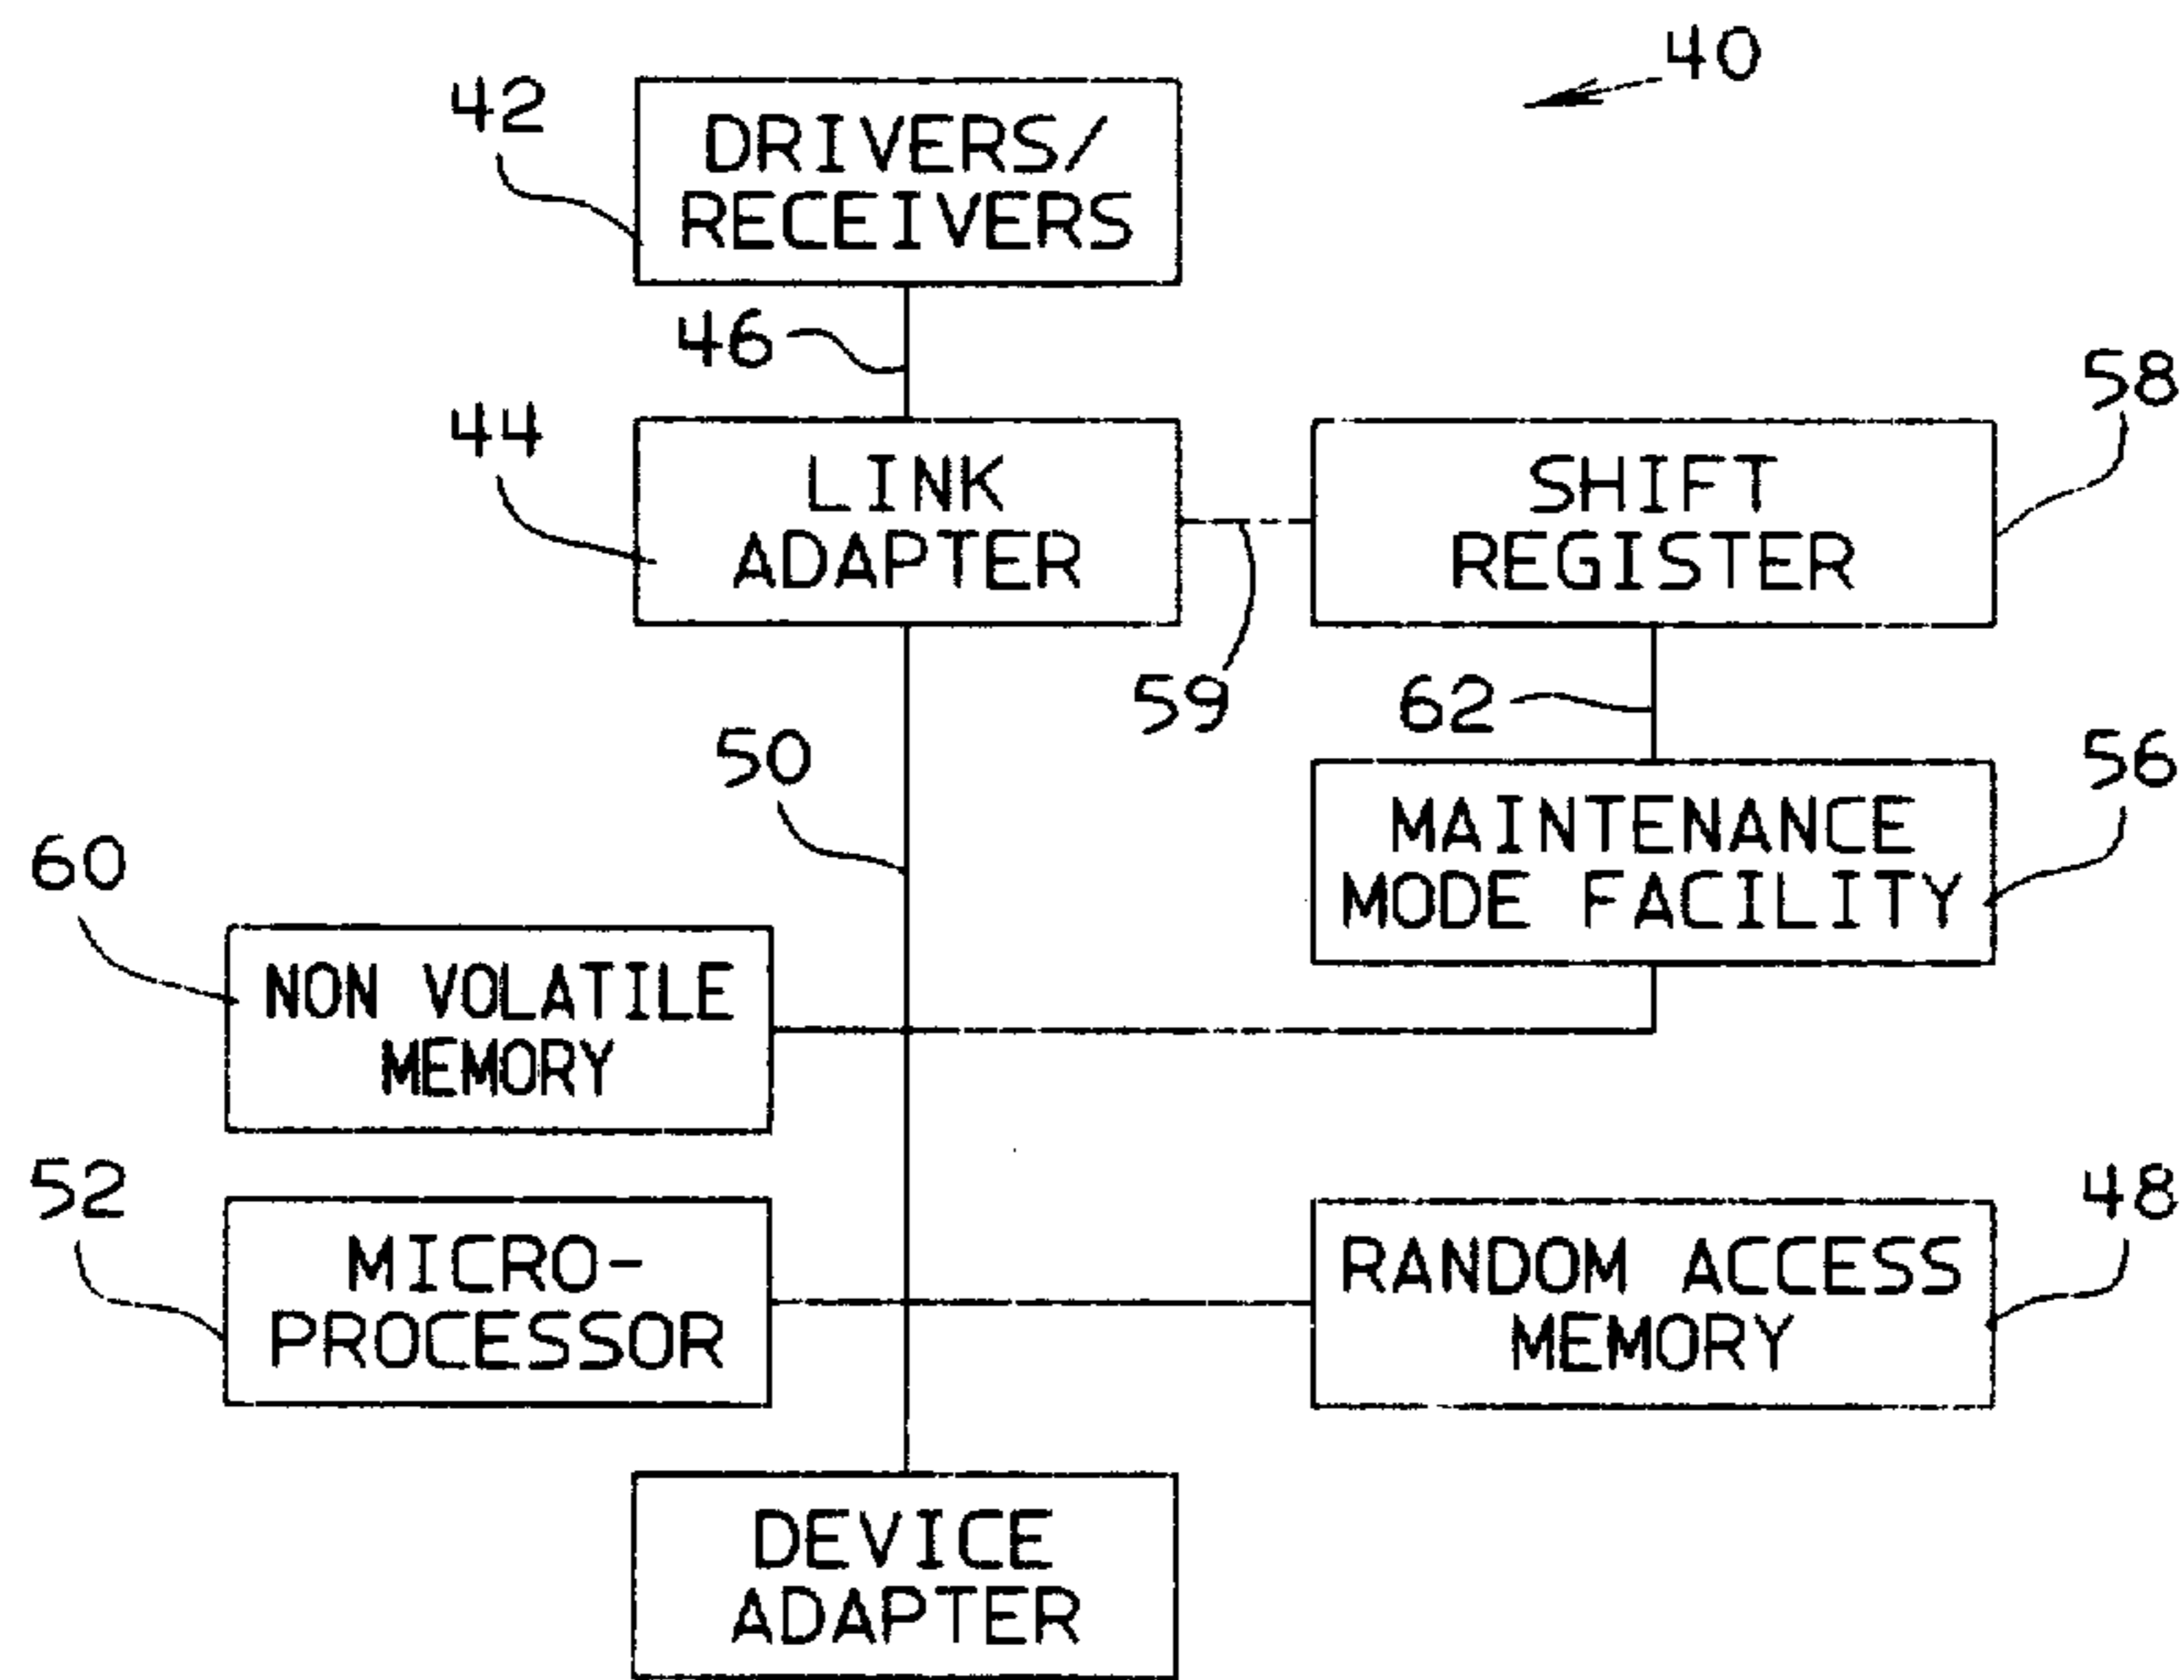 40
42
DRIVERS/
RECEIVERS
46
44
LINK
ADAPTER
58
SHIFT
REGISTER
59
62
50
56
MAINTENANCE
MODE FACILITY
60
NON VOLATILE
MEMORY
52
MICRO-
PROCESSOR
48
RANDOM ACCESS
MEMORY
DEVICE
ADAPTER